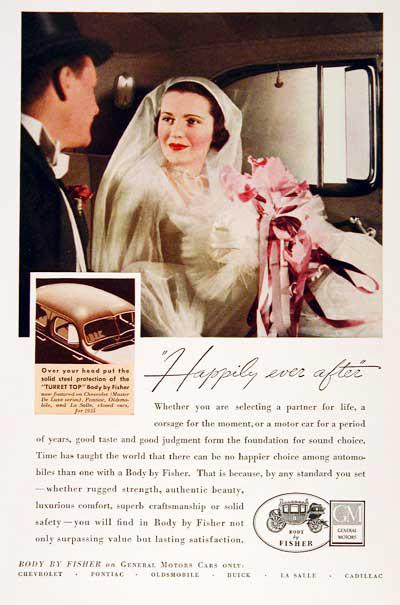 Over your head put the
solid steel protection of the
"TURRET TOP" Body by Fisher
now featured on Chevrolet (Master
De Luxe series), Pontiac, Oldsmo-
bile, and La Salle, closed cars,
for 1935
"Happily ever after"
Whether you are selecting a partner for life, a
corsage for the moment, or a motor car for a period
of years, good taste and good judgment form the foundation for sound choice.
Time has taught the world that there can be no happier choice among automo-
biles than one with a Body by Fisher. That is because, by any standard you set
—whether rugged strength, authentic beauty,
luxurious comfort, superb craftsmanship or solid
safety—you will find in Body by Fisher not
only surpassing value but lasting satisfaction.
BODY
by
FISHER
GM
GENERAL
MOTORS
BODY BY FISHER on GENERAL MOTORS CARS ONLY:
CHEVROLET · PONTIAC · OLDSMOBILE · BUICK · LA SALLE · CADILLAC